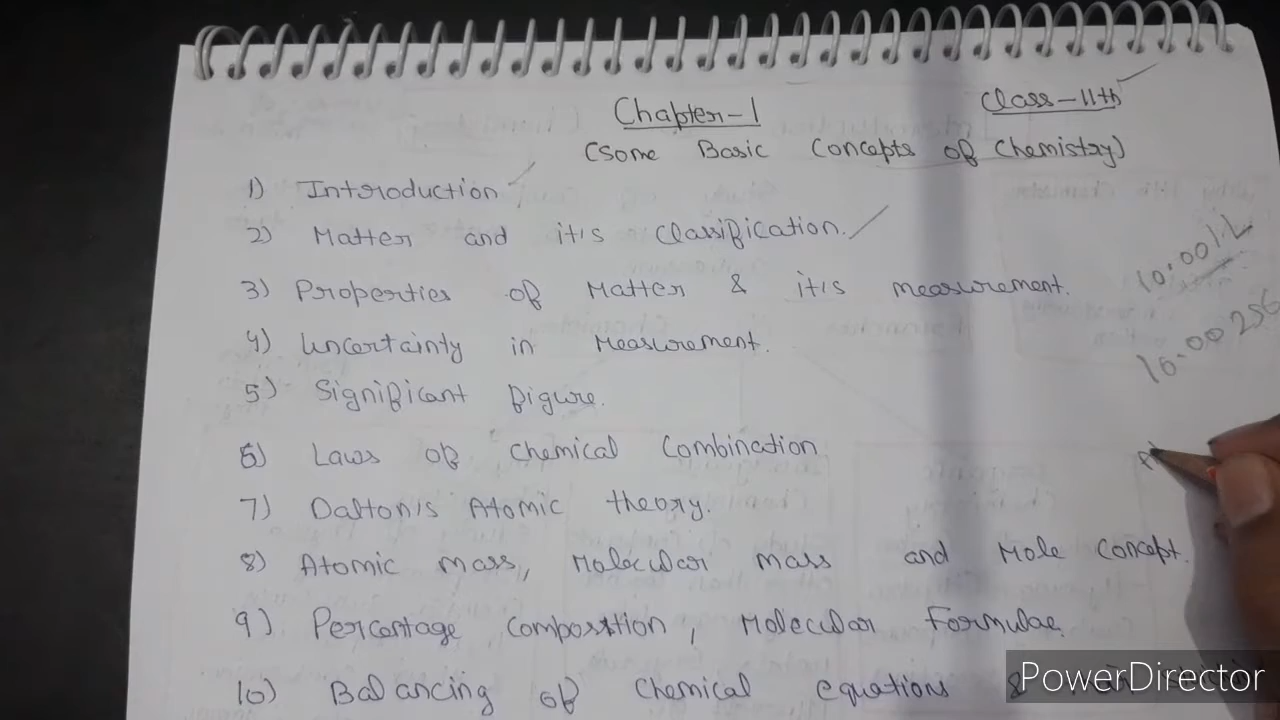 Class-11th
Chapter-1
(Some Basic Concepts of Chemistry)
1) Introduction
2) Matter and it's Classification.
3) Properties of Matter & it's measurement.
4) Uncertainty in Measurement.
5) Significant figure.
6) Laws of Chemical Combination
7) Dalton's Atomic theory.
8) Atomic mass, Molecular mass and Mole Concept.
9) Percentage Composition, Molecular Formulae.
10) Balancing of Chemical equations &
10.00
10.00256
PowerDirector